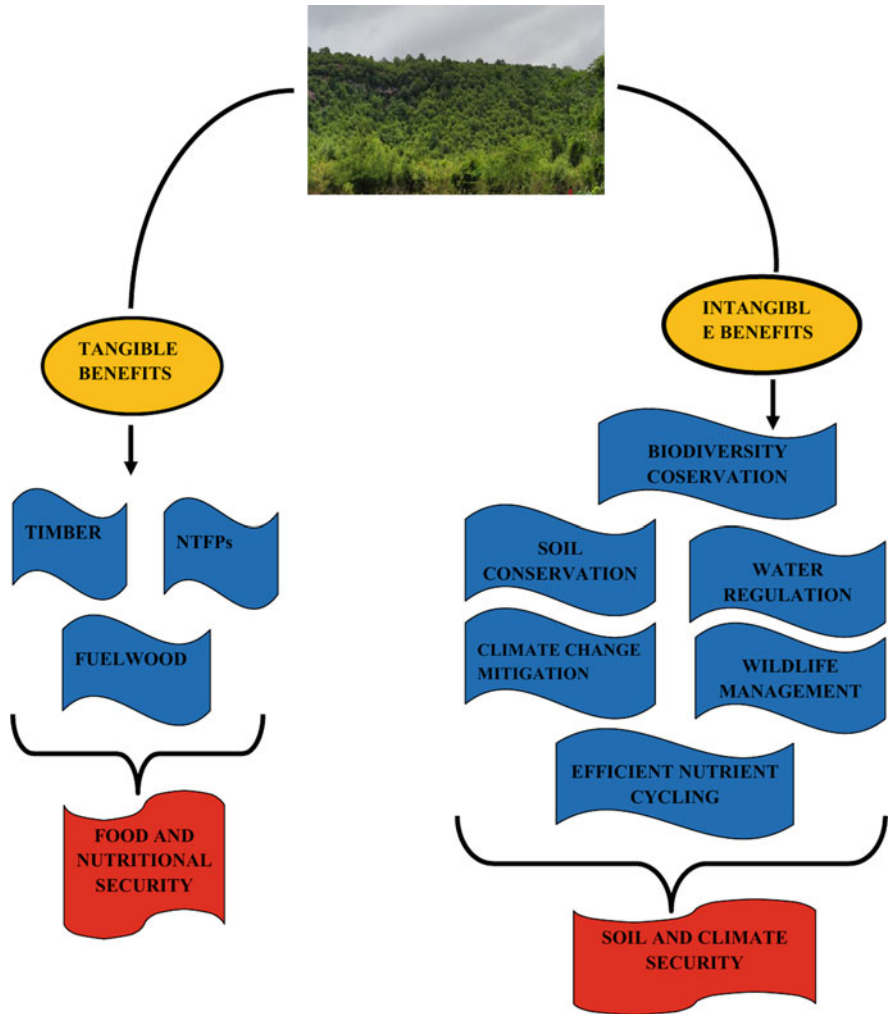 TANGIBLE
BENEFITS
TIMBER
NTFPs
FUELWOOD
FOOD AND
NUTRITIONAL
SECURITY
INTANGIBL
E BENEFITS
BIODIVERSITY
COSERVATION
SOIL
CONSERVATION
WATER
REGULATION
CLIMATE CHANGE
MITIGATION
WILDLIFE
MANAGEMENT
EFFICIENT NUTRIENT
CYCLING
SOIL AND CLIMATE
SECURITY